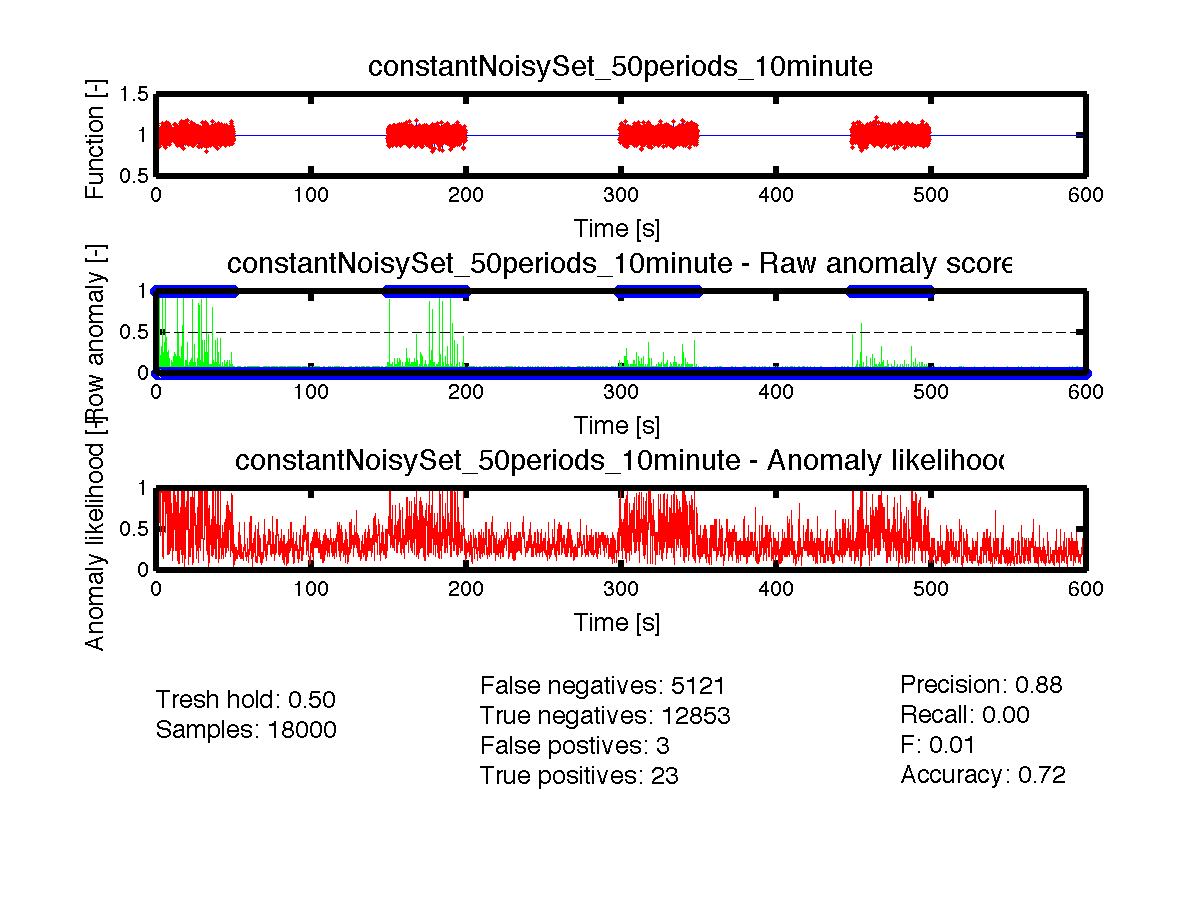 constantNoisySet_50periods_10minute
Function [-]
1.5
1
0.5
0 100 200 300 400 500 600
Time [s]
constantNoisySet_50periods_10minute - Raw anomaly score
Row anomaly [-]
1
0.5
0
0 100 200 300 400 500 600
Time [s]
constantNoisySet_50periods_10minute - Anomaly likelihood
Anomaly likelihood [-]
1
0.5
0
0 100 200 300 400 500 600
Time [s]
Tresh hold: 0.50
Samples: 18000
False negatives: 5121
True negatives: 12853
False postives: 3
True positives: 23
Precision: 0.88
Recall: 0.00
F: 0.01
Accuracy: 0.72